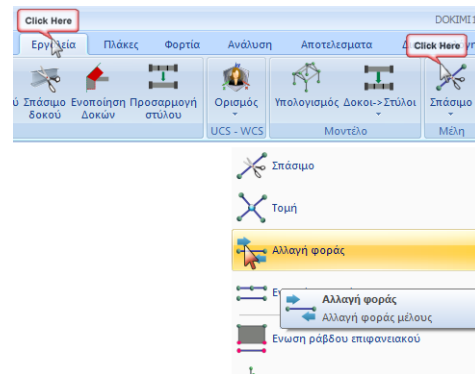 Click Here
DOKIMI1
Εργαλεία Πλάκες Φορτία Ανάλυση Αποτελεσματα
Click Here
Σπάσιμο δοκού
Ενοποίηση Δοκών
Προσαρμογή στύλου
Ορισμός
Υπολογισμός
Δοκοι->Στύλοι
Σπάσιμο
UCS - WCS
Μοντέλο
Μέλη
Σπάσιμο
Τομή
Αλλαγή φοράς
Αλλαγή φοράς
Αλλαγή φοράς μέλους
Ενωση ράβδου επιφανειακού